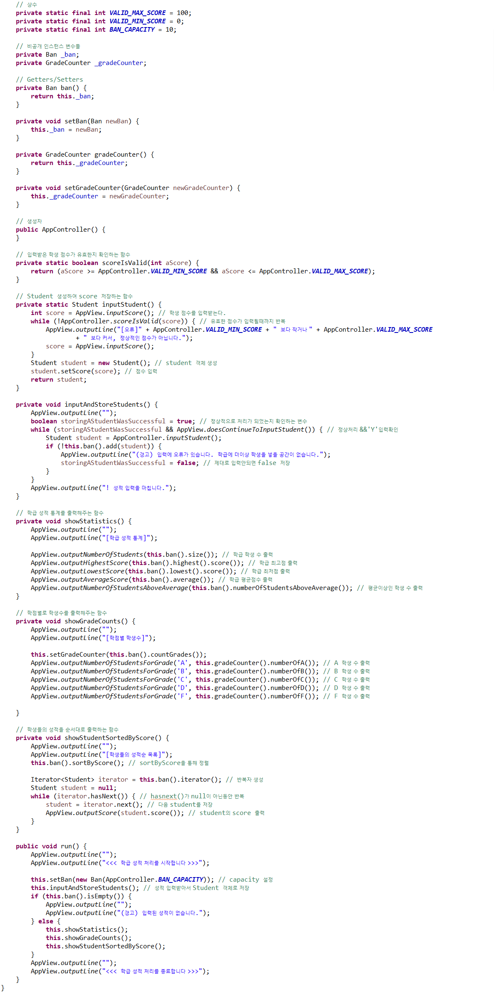 // 상수
private static final int VALID_MAX_SCORE = 100;
private static final int VALID_MIN_SCORE = 0;
private static final int BAN_CAPACITY = 10;
// 비공개 인스턴스 변수들
private Ban _ban;
private GradeCounter _gradeCounter;
// Getters/Setters
private Ban ban() {
return this._ban;
}
private void setBan(Ban newBan) {
this._ban = newBan;
}
private GradeCounter gradeCounter() {
return this._gradeCounter;
}
private void setGradeCounter(GradeCounter newGradeCounter) {
this._gradeCounter = newGradeCounter;
}
// 생성자
public AppController() {
}
// 입력받은 학생 점수가 유효한지 확인하는 함수
private static boolean scoreIsValid(int aScore) {
return (aScore >= AppController.VALID_MIN_SCORE && aScore <= AppController.VALID_MAX_SCORE);
}
// Student 생성하여 score 저장하는 함수
private static Student inputStudent() {
int score = AppView.inputScore(); // 학생 점수를 입력받는다.
while (!AppController.scoreIsValid(score)) { // 유효한 점수가 입력될때까지 반복
AppView.outputLine("[오류]" + AppController.VALID_MIN_SCORE + " 보다 작거나 " + AppController.VALID_MAX_SCORE
+ " 보다 커서, 정상적인 점수가 아닙니다.");
score = AppView.inputScore();
}
Student student = new Student(); // student 객체 생성
student.setScore(score); // 점수 입력
return student;
}
private void inputAndStoreStudents() {
AppView.outputLine("");
boolean storingAStudentWasSuccessful = true; // 정상적으로 처리가 되었는지 확인하는 변수
while (storingAStudentWasSuccessful && AppView.doesContinueToInputStudent()) { // 정상처리 &&'Y'입력확인
Student student = AppController.inputStudent();
if (!this.ban().add(student)) {
AppView.outputLine("(경고) 입력에 오류가 있습니다. 학급에 더이상 학생을 넣을 공간이 없습니다.");
storingAStudentWasSuccessful = false; // 제대로 입력안되면 false 저장
}
}
AppView.outputLine("! 성적 입력을 마칩니다.");
}
// 학급 성적 통계를 출력해주는 함수
private void showStatistics() {
AppView.outputLine("");
AppView.outputLine("[학급 성적 통계]");
AppView.outputNumberOfStudents(this.ban().size()); // 학급 학생 수 출력
AppView.outputHighestScore(this.ban().highest().score()); // 학급 최고점 출력
AppView.outputLowestScore(this.ban().lowest().score()); // 학급 최저점 출력
AppView.outputAverageScore(this.ban().average()); // 학급 평균점수 출력
AppView.outputNumberOfStudentsAboveAverage(this.ban().numberOfStudentsAboveAverage()); // 평균이상인 학생 수 출력
}
// 학점별로 학생수를 출력해주는 함수
private void showGradeCounts() {
AppView.outputLine("");
AppView.outputLine("[학점별 학생수]");
this.setGradeCounter(this.ban().countGrades());
AppView.outputNumberOfStudentsForGrade('A', this.gradeCounter().numberOfA()); // A 학생 수 출력
AppView.outputNumberOfStudentsForGrade('B', this.gradeCounter().numberOfB()); // B 학생 수 출력
AppView.outputNumberOfStudentsForGrade('C', this.gradeCounter().numberOfC()); // C 학생 수 출력
AppView.outputNumberOfStudentsForGrade('D', this.gradeCounter().numberOfD()); // D 학생 수 출력
AppView.outputNumberOfStudentsForGrade('F', this.gradeCounter().numberOfF()); // F 학생 수 출력
}
// 학생들의 성적을 순서대로 출력하는 함수
private void showStudentSortedByScore() {
AppView.outputLine("");
AppView.outputLine("[학생들의 성적순 목록]");
this.ban().sortByScore(); // sortByScore을 통해 정렬
Iterator<Student> iterator = this.ban().iterator(); // 반복자 생성
Student student = null;
while (iterator.hasNext()) { // hasnext()가 null이 아닌동안 반복
student = iterator.next(); // 다음 student를 저장
AppView.outputScore(student.score()); // student의 score 출력
}
}
public void run() {
AppView.outputLine("");
AppView.outputLine("<<< 학급 성적 처리를 시작합니다 >>>");
this.setBan(new Ban(AppController.BAN_CAPACITY)); // capacity 설정
this.inputAndStoreStudents(); // 성적 입력받아서 Student 객체로 저장
if (this.ban().isEmpty()) {
AppView.outputLine("");
AppView.outputLine("(경고) 입력된 성적이 없습니다.");
} else {
this.showStatistics();
this.showGradeCounts();
this.showStudentSortedByScore();
}
AppView.outputLine("");
AppView.outputLine("<<< 학급 성적 처리를 종료합니다 >>>");
}
}